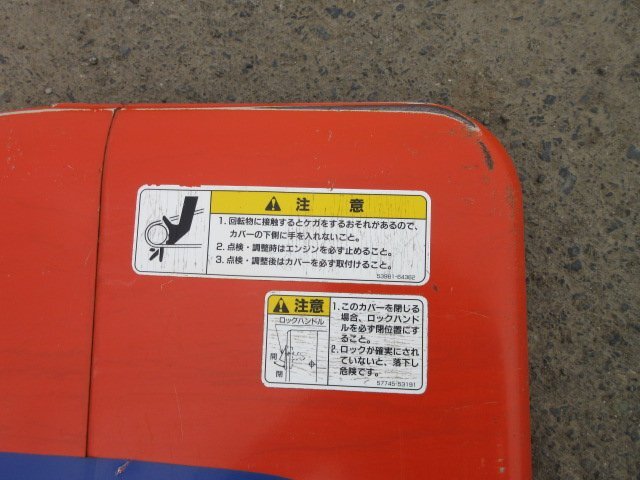 注意
1. 回転物に接触するとケガをするおそれがあるので、
カバーの下側に手を入れないこと。
2. 点検・調整時はエンジンを必ず止めること。
3. 点検・調整後はカバーを必ず取付けること。
53981-64362
注意
ロックハンドル
開
閉
1. このカバーを閉じる
場合、ロックハンド
ルを必ず閉位置にす
ること。
2. ロックが確実にされ
ていないと、落下し
危険です。
57745-53191